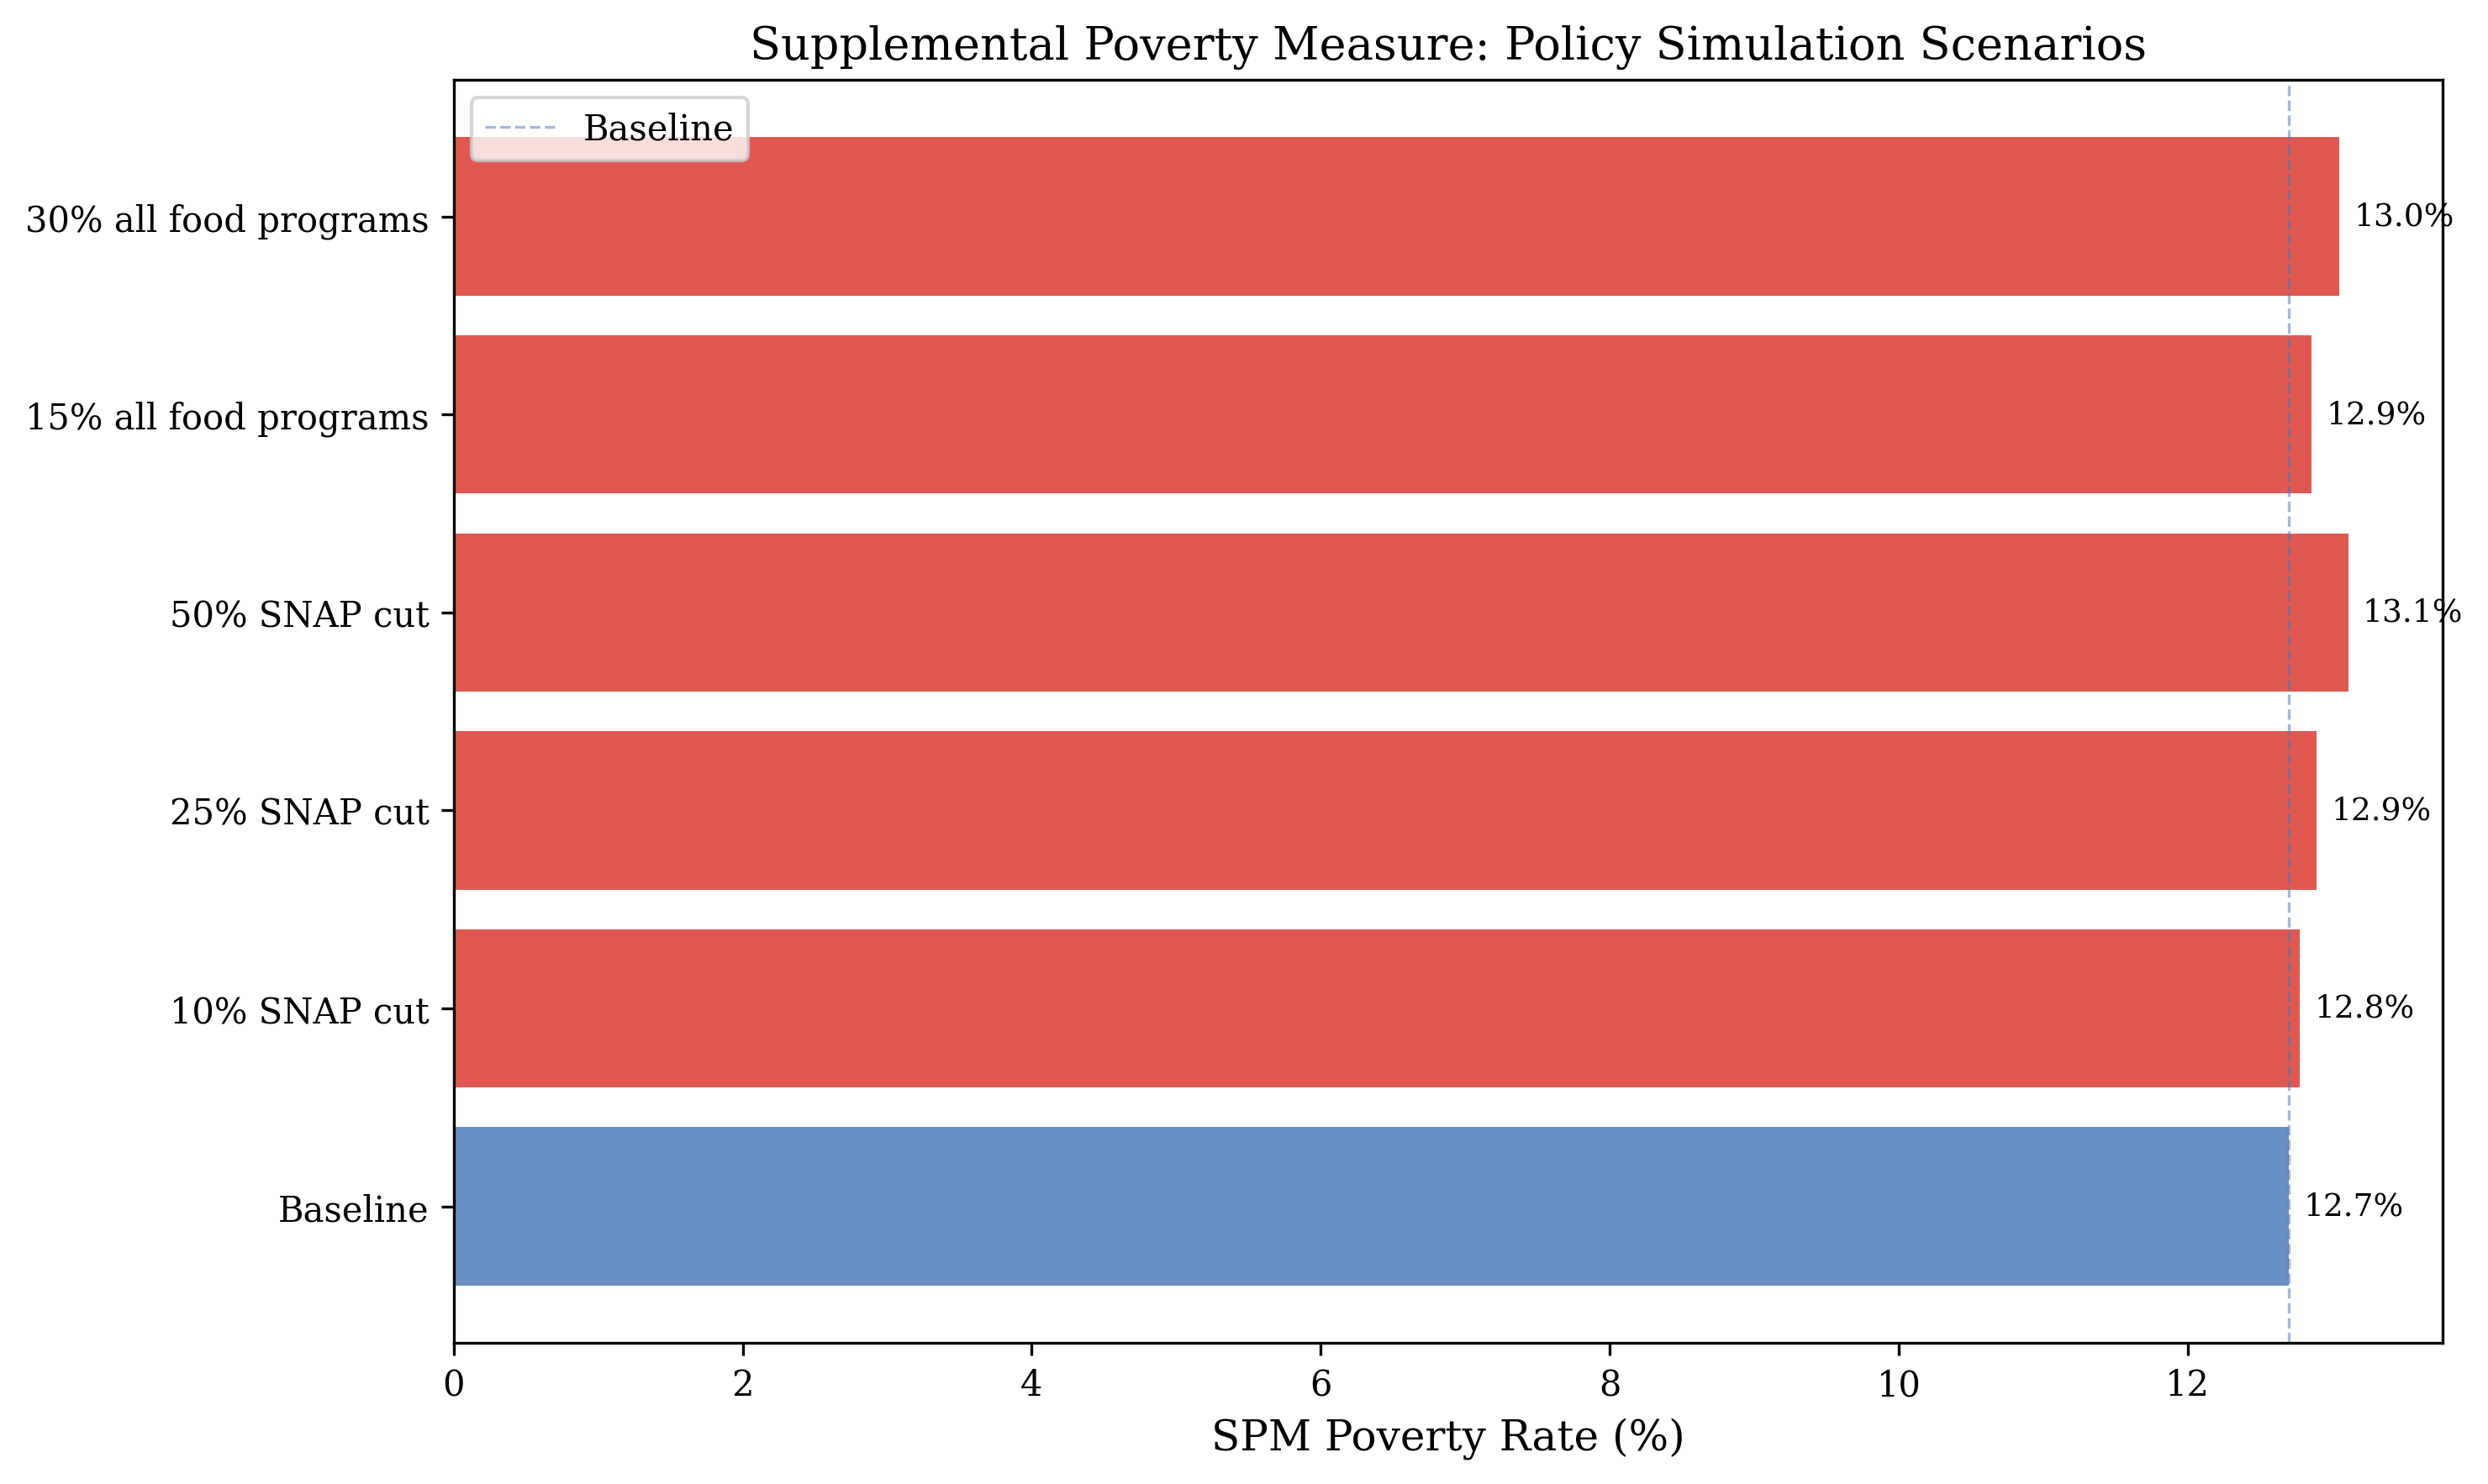 Supplemental Poverty Measure: Policy Simulation Scenarios
Baseline
30% all food programs
13.0%
15% all food programs
12.9%
50% SNAP cut
13.1%
25% SNAP cut
12.9%
10% SNAP cut
12.8%
Baseline
12.7%
0 2 4 6 8 10 12
SPM Poverty Rate (%)